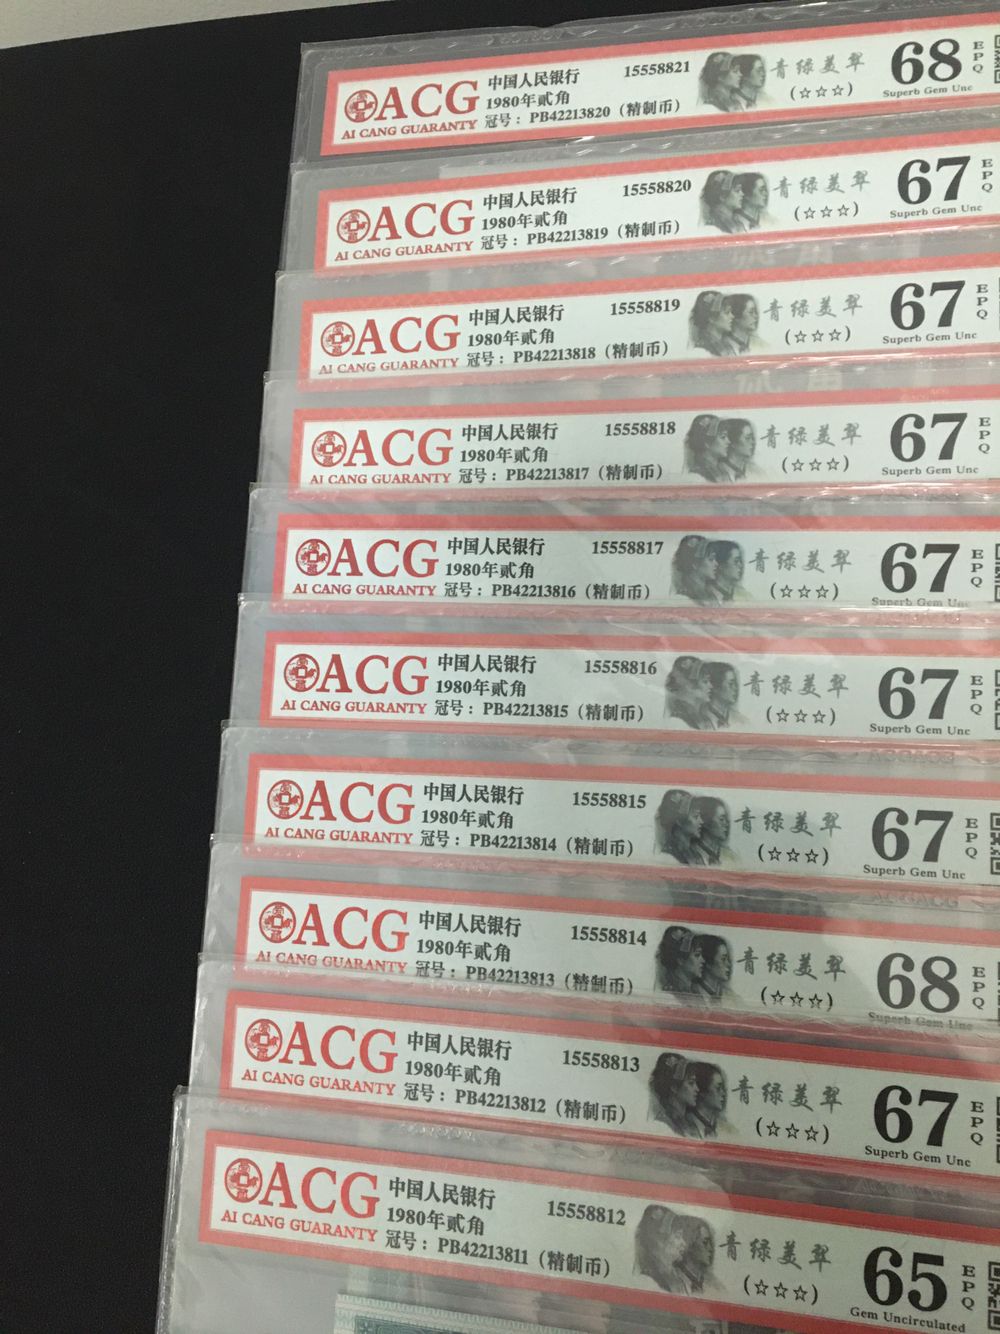 ACG
AI CANG GUARANTY
中国人民银行 15558821
1980年贰角
冠号：PB42213820（精制币）
青绿美翠
(☆☆☆)
68 EPQ
Superb Gem Unc
ACG
AI CANG GUARANTY
中国人民银行 15558820
1980年贰角
冠号：PB42213819（精制币）
青绿美翠
(☆☆☆)
67 EPQ
Superb Gem Unc
ACG
AI CANG GUARANTY
中国人民银行 15558819
1980年贰角
冠号：PB42213818（精制币）
青绿美翠
(☆☆☆)
67 EPQ
Superb Gem Unc
ACG
AI CANG GUARANTY
中国人民银行 15558818
1980年贰角
冠号：PB42213817（精制币）
青绿美翠
(☆☆☆)
67 EPQ
Superb Gem Unc
ACG
AI CANG GUARANTY
中国人民银行 15558817
1980年贰角
冠号：PB42213816（精制币）
青绿美翠
(☆☆☆)
67 EPQ
Superb Gem Unc
ACG
AI CANG GUARANTY
中国人民银行 15558816
1980年贰角
冠号：PB42213815（精制币）
青绿美翠
(☆☆☆)
67 EPQ
Superb Gem Unc
ACG
AI CANG GUARANTY
中国人民银行 15558815
1980年贰角
冠号：PB42213814（精制币）
青绿美翠
(☆☆☆)
67 EPQ
Superb Gem Unc
ACG
AI CANG GUARANTY
中国人民银行 15558814
1980年贰角
冠号：PB42213813（精制币）
青绿美翠
(☆☆☆)
68 EPQ
Superb Gem Unc
ACG
AI CANG GUARANTY
中国人民银行 15558813
1980年贰角
冠号：PB42213812（精制币）
青绿美翠
(☆☆☆)
67 EPQ
Superb Gem Unc
ACG
AI CANG GUARANTY
中国人民银行 15558812
1980年贰角
冠号：PB42213811（精制币）
青绿美翠
(☆☆☆)
65 EPQ
Gem Uncirculated